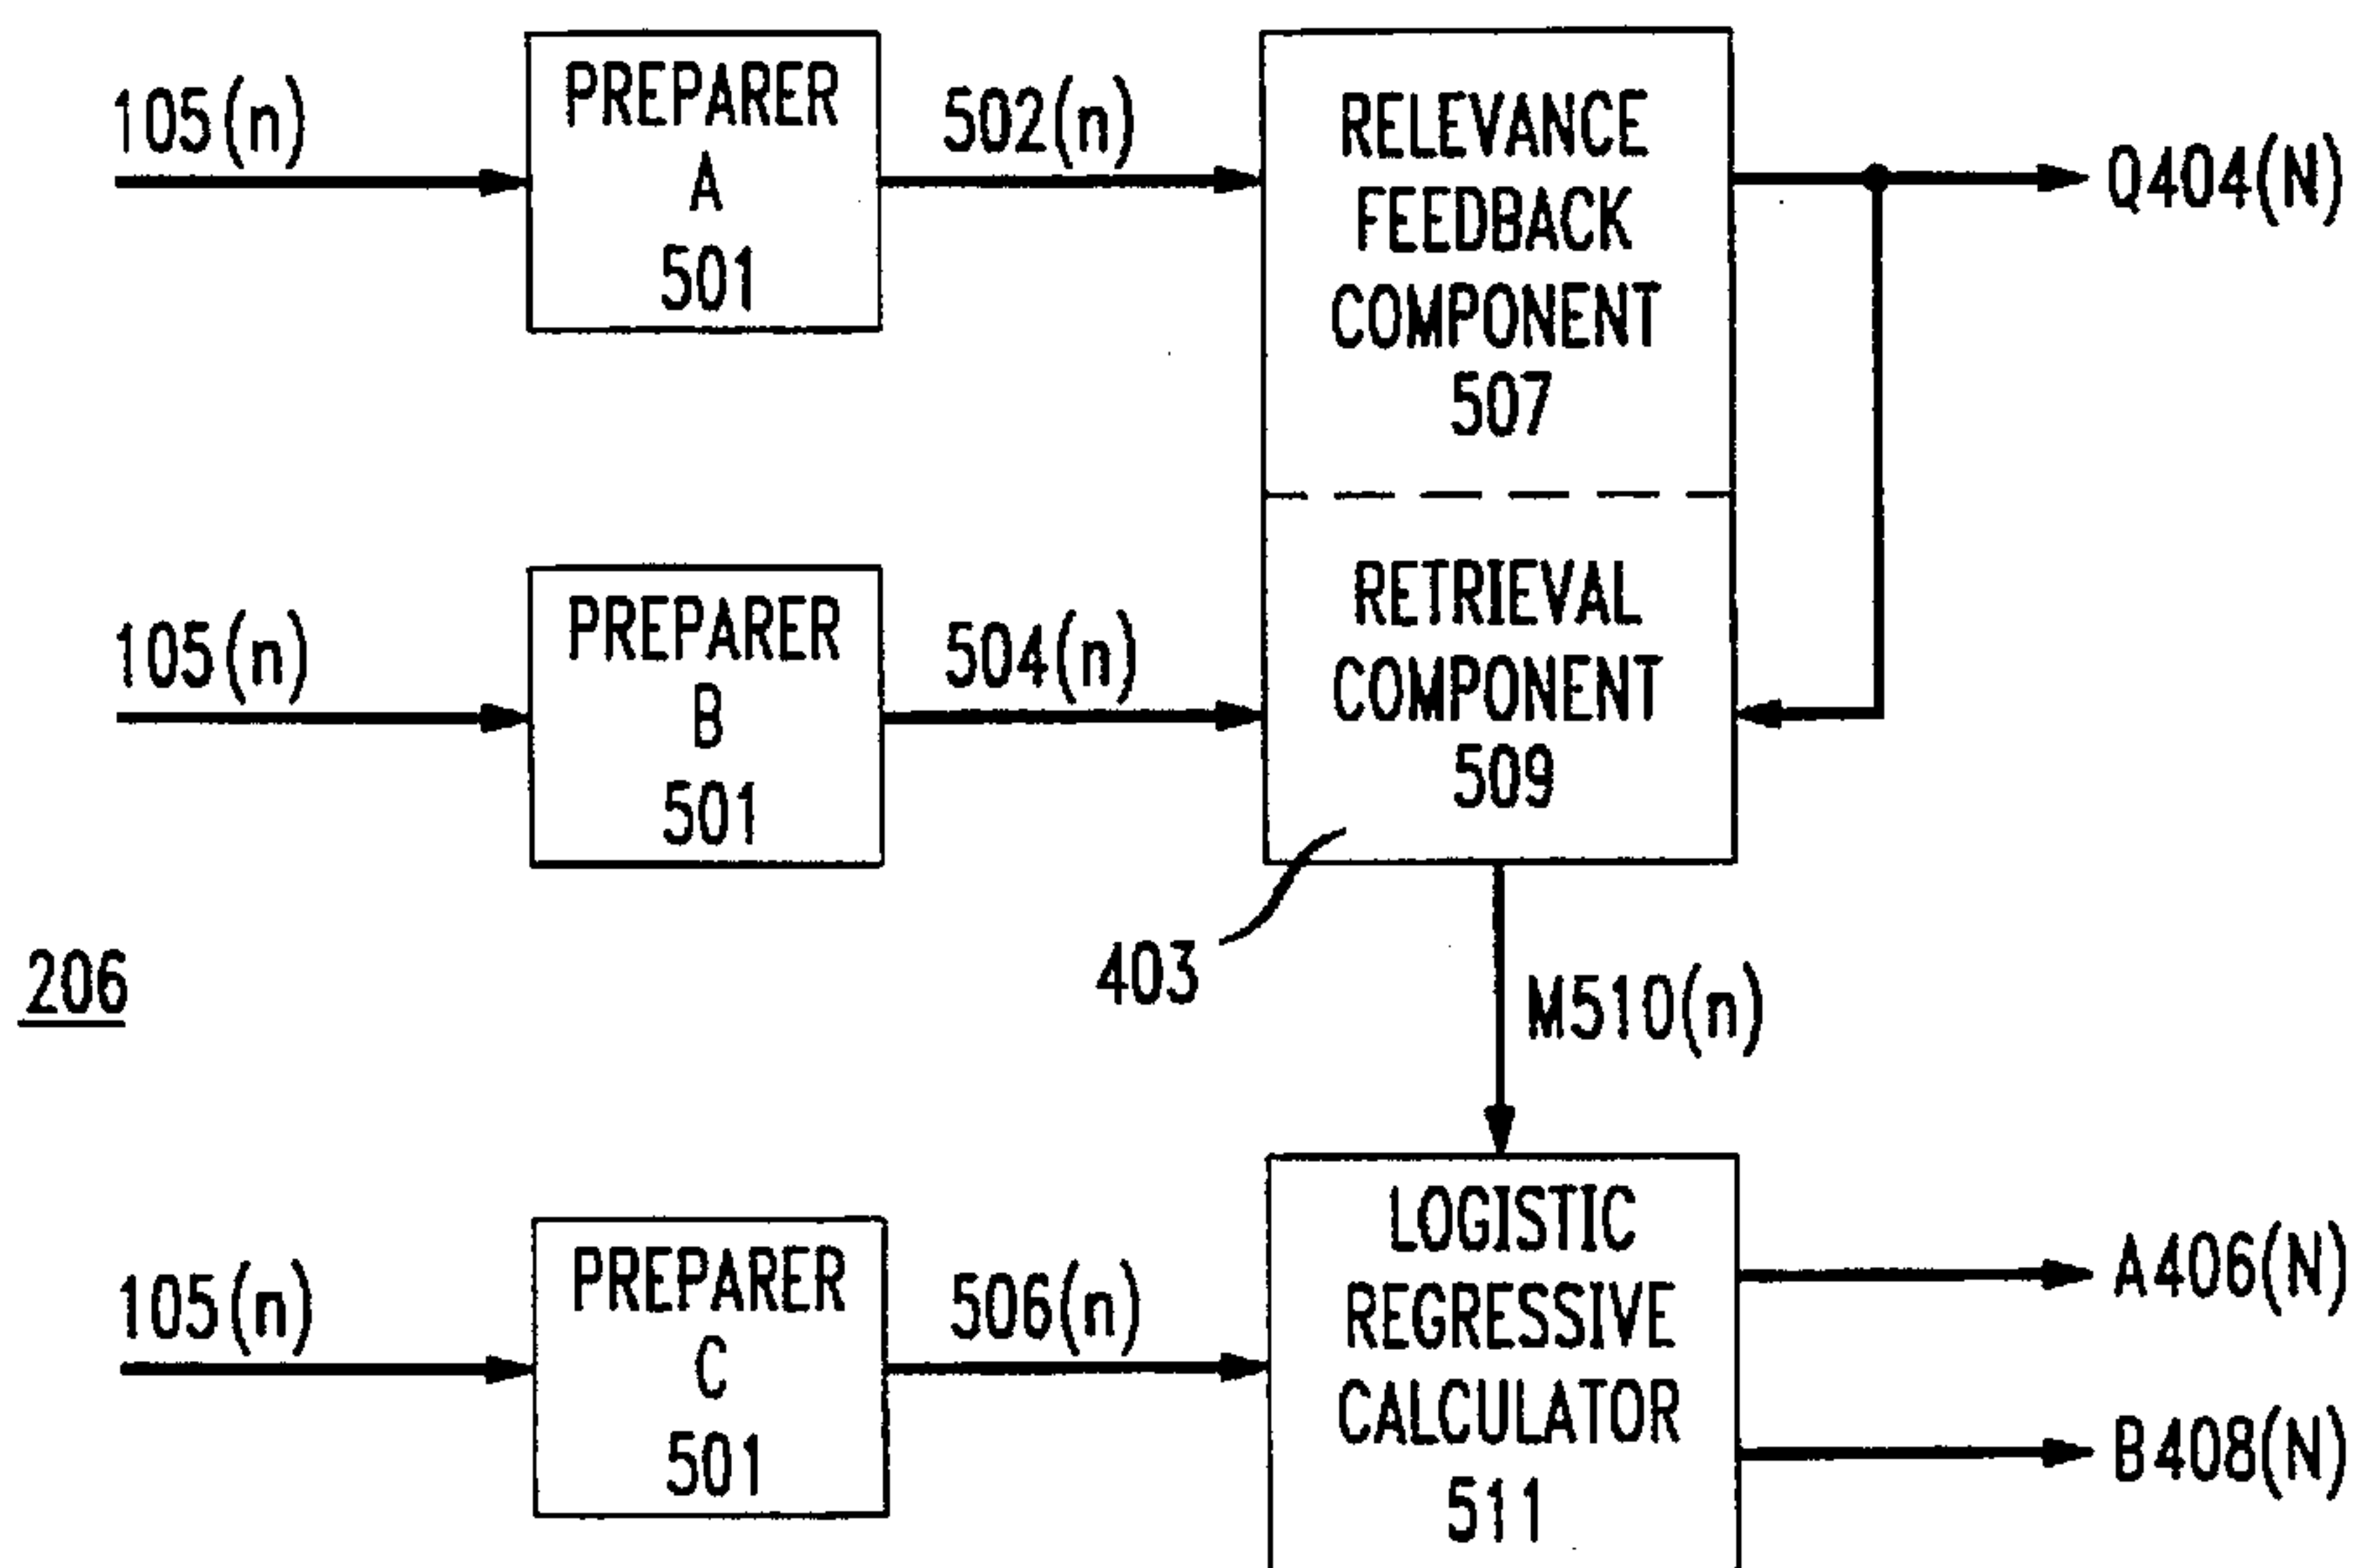 105(n)
PREPARER
A
501
502(n)
RELEVANCE
FEEDBACK
COMPONENT
507
Q404(N)
105(n)
PREPARER
B
501
504(n)
RETRIEVAL
COMPONENT
509
403
206
M510(n)
105(n)
PREPARER
C
501
506(n)
LOGISTIC
REGRESSIVE
CALCULATOR
511
A406(N)
B408(N)